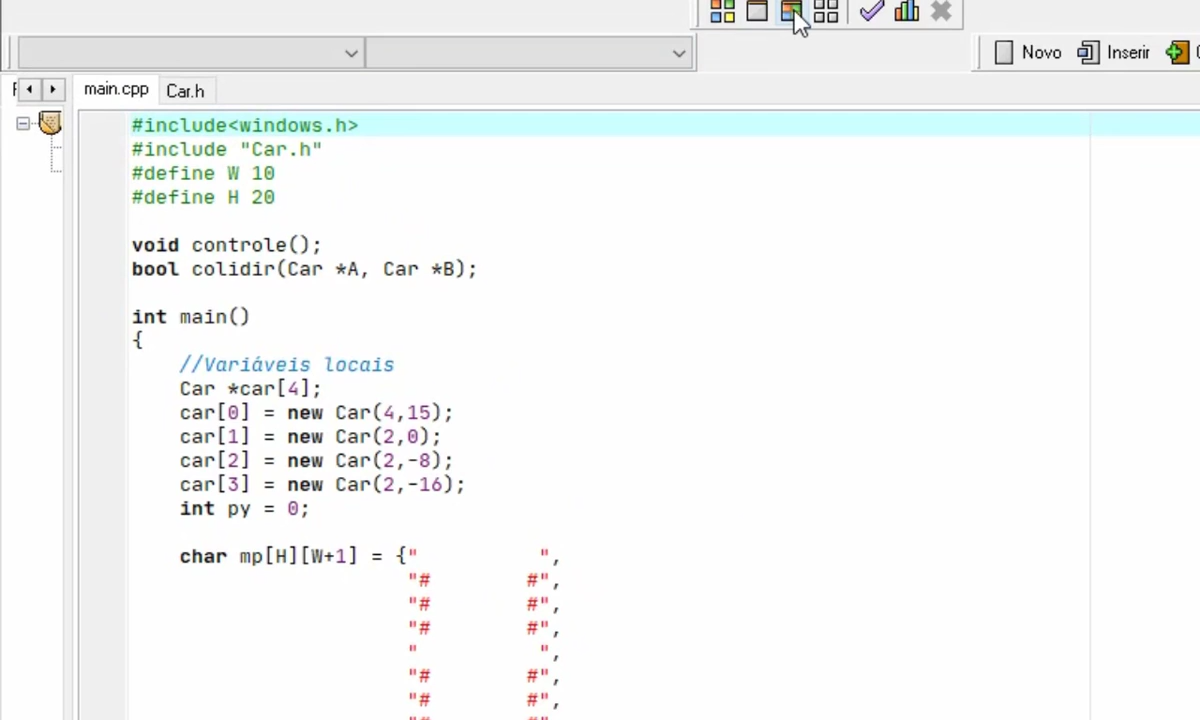 Novo Inserir
main.cpp Car.h
#include<windows.h>
#include "Car.h"
#define W 10
#define H 20
void controle();
bool colidir(Car *A, Car *B);
int main()
{
//Variáveis locais
Car *car[4];
car[0] = new Car(4,15);
car[1] = new Car(2,0);
car[2] = new Car(2,-8);
car[3] = new Car(2,-16);
int py = 0;
char mp[H][W+1] = {"          ",
"#        #",
"#        #",
"#        #",
"          ",
"#        #",
"#        #",